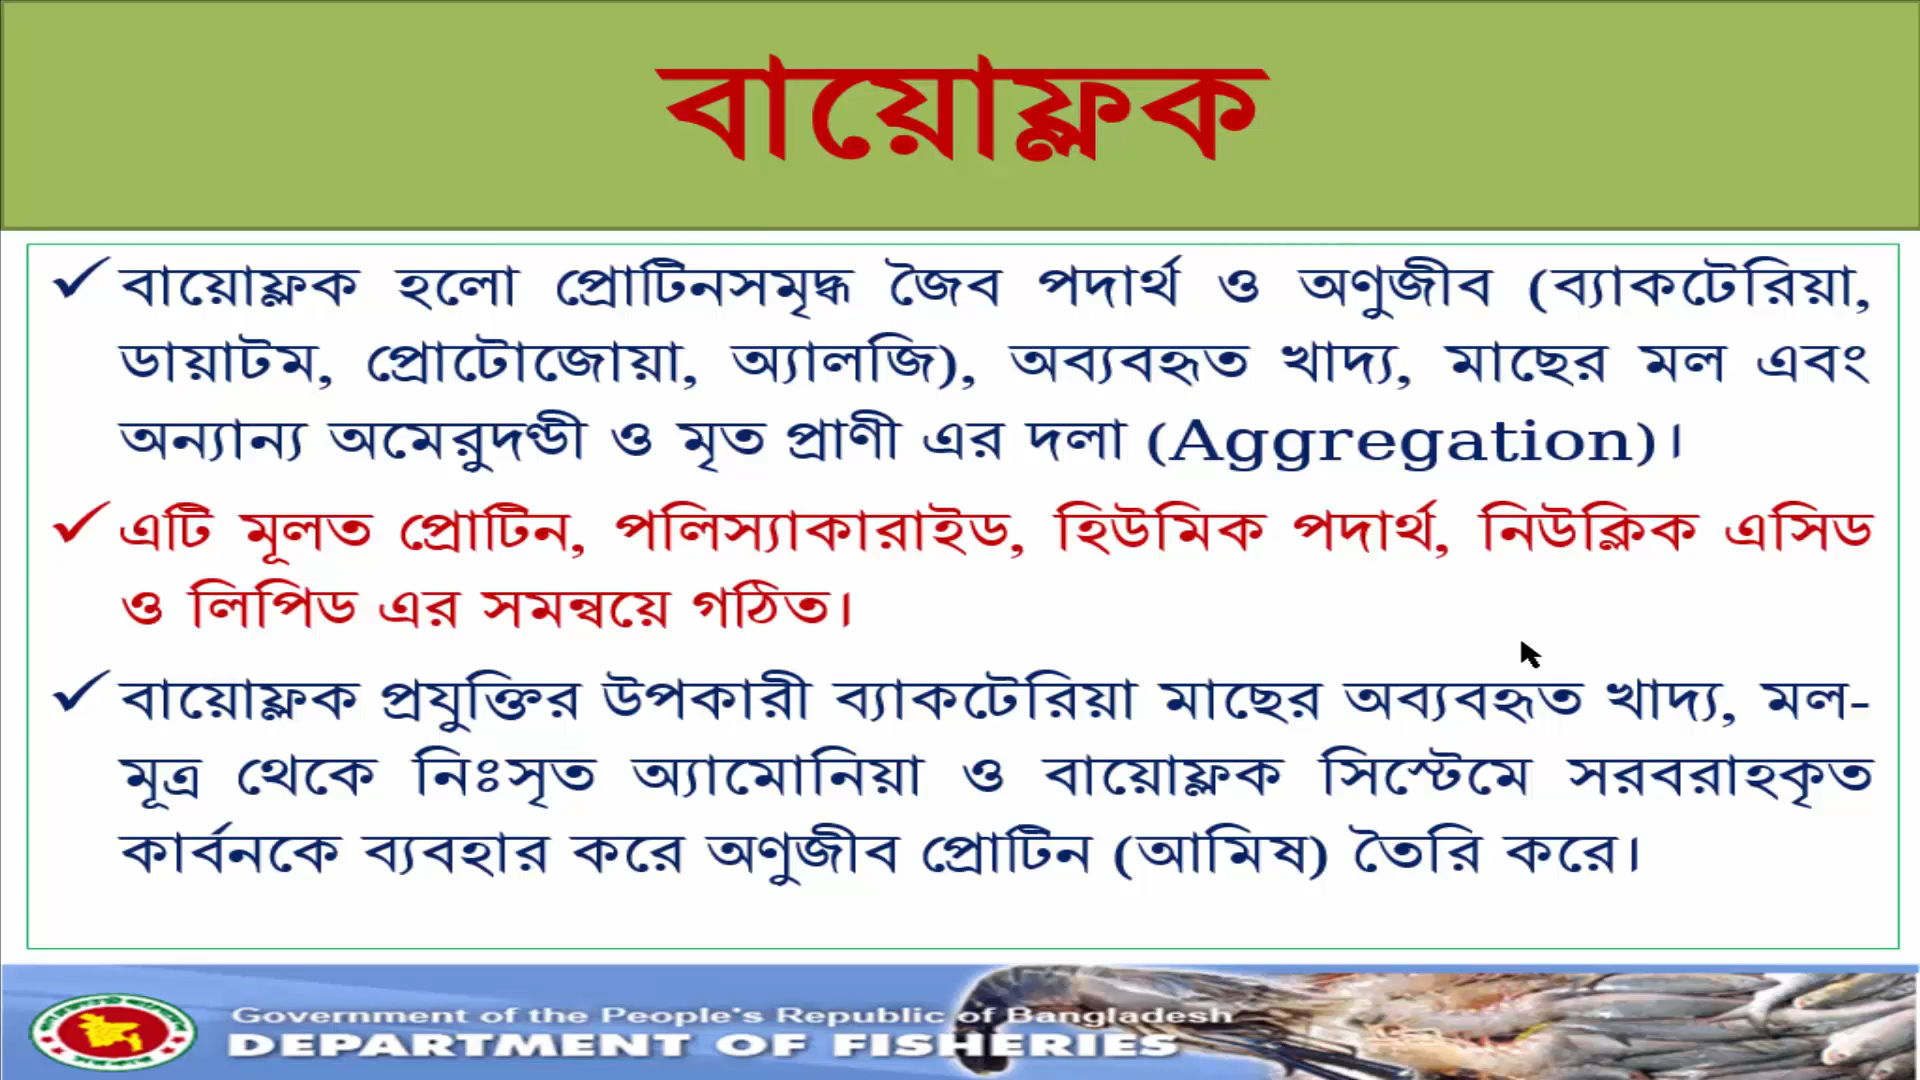 বায়োফ্লক
✓ বায়োফ্লক হলো প্রোটিনসমৃদ্ধ জৈব পদার্থ ও অণুজীব (ব্যাকটেরিয়া,
ডায়াটম, প্রোটোজোয়া, অ্যালজি), অব্যবহৃত খাদ্য, মাছের মল এবং
অন্যান্য অমেরুদণ্ডী ও মৃত প্রাণী এর দলা (Aggregation)।
✓ এটি মূলত প্রোটিন, পলিস্যাকারাইড, হিউমিক পদার্থ, নিউক্লিক এসিড
ও লিপিড এর সমন্বয়ে গঠিত।
✓ বায়োফ্লক প্রযুক্তির উপকারী ব্যাকটেরিয়া মাছের অব্যবহৃত খাদ্য, মল-
মূত্র থেকে নিঃসৃত অ্যামোনিয়া ও বায়োফ্লক সিস্টেমে সরবরাহকৃত
কার্বনকে ব্যবহার করে অণুজীব প্রোটিন (আমিষ) তৈরি করে।
Government of the People's Republic of Bangladesh
DEPARTMENT OF FISHERIES